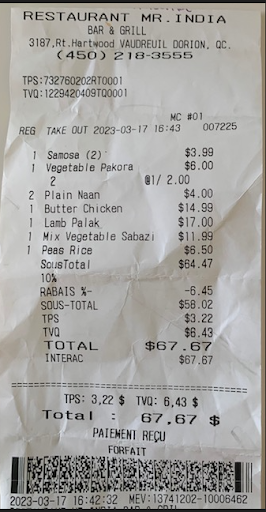 RESTAURANT MR.INDIA
BAR & GRILL
3187,Rt.Hartwood VAUDREUIL DORION, QC.
(450) 218-3555
TPS:732760202RT0001
TVQ:1229420409TQ0001
MC #01
REG TAKE OUT 2023-03-17 16:43 007225
1 Samosa (2) $3.99
1 Vegetable Pakora $6.00
2 @1/ 2.00
2 Plain Naan $4.00
1 Butter Chicken $14.99
1 Lamb Palak $17.00
1 Mix Vegetable Sabazi $11.99
1 Peas Rice $6.50
SousTotal $64.47
10%
RABAIS %- -6.45
SOUS-TOTAL $58.02
TPS $3.22
TVQ $6.43
TOTAL $67.67
INTERAC $67.67
TPS: 3,22 $ TVQ: 6,43 $
Total : 67,67 $
PAIEMENT REÇU
FORFAIT
2023-03-17 16:42:32 MEV:13741202-10006462